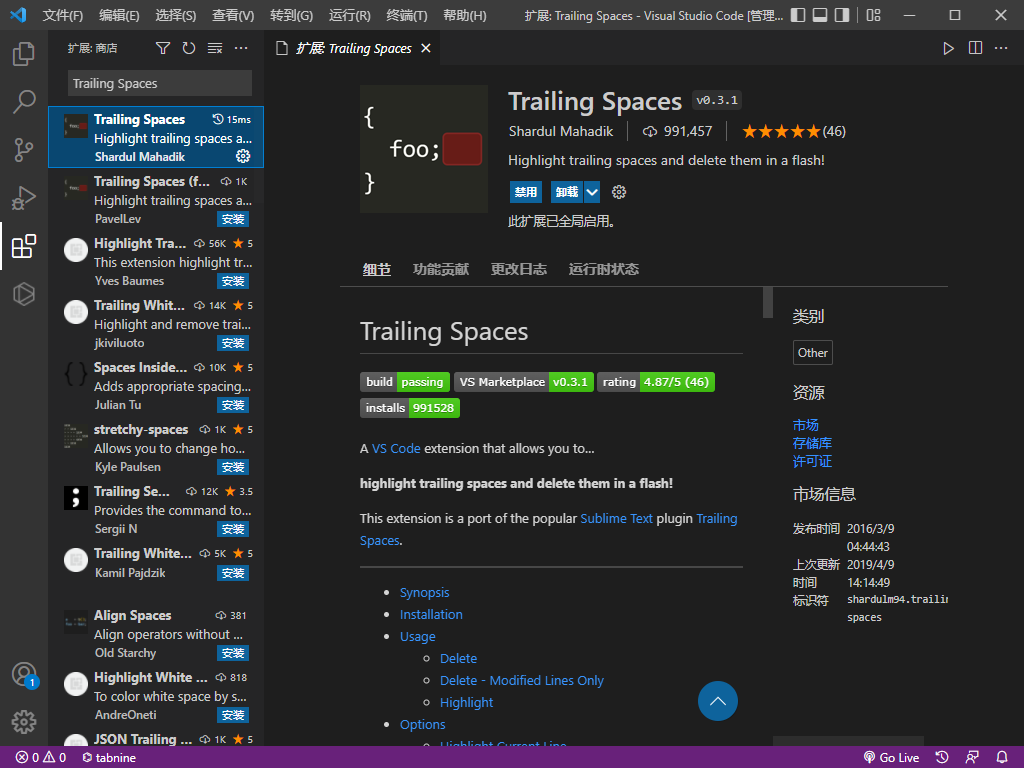 文件(F) 编辑(E) 选择(S) 查看(V) 转到(G) 运行(R) 终端(T) 帮助(H) 扩展: Trailing Spaces - Visual Studio Code [管理...
扩展: 商店
Trailing Spaces
Trailing Spaces 15ms
Highlight trailing spaces a...
Shardul Mahadik
Trailing Spaces (f... 1K
Highlight trailing spaces a...
PavelLev 安装
Highlight Tra... 56K ★ 5
This extension highlight tr...
Yves Baumes 安装
Trailing Whit... 14K ★ 5
Highlight and remove trai...
jkiviluoto 安装
Spaces Inside... 10K ★ 5
Adds appropriate spacing...
Julian Tu 安装
stretchy-spaces 1K ★ 5
Allows you to change ho...
Kyle Paulsen 安装
Trailing Se... 12K ★ 3.5
Provides the command to...
Sergii N 安装
Trailing White... 5K ★ 5
Kamil Pajdzik 安装
Align Spaces 381
Align operators without ...
Old Starchy 安装
Highlight White ... 818
To color white space by s...
AndreOneti 安装
JSON Trailing ... 1K ★ 5
扩展: Trailing Spaces
{
foo;
}
Trailing Spaces v0.3.1
Shardul Mahadik 991,457 ★★★★★(46)
Highlight trailing spaces and delete them in a flash!
禁用 卸载
此扩展已全局启用。
细节 功能贡献 更改日志 运行时状态
Trailing Spaces
build passing VS Marketplace v0.3.1 rating 4.87/5 (46)
installs 991528
A VS Code extension that allows you to...
highlight trailing spaces and delete them in a flash!
This extension is a port of the popular Sublime Text plugin Trailing
Spaces.
• Synopsis
• Installation
• Usage
◦ Delete
◦ Delete - Modified Lines Only
◦ Highlight
• Options
◦ Highlight Current Line
类别
Other
资源
市场
存储库
许可证
市场信息
发布时间 2016/3/9
04:44:43
上次更新 2019/4/9
时间 14:14:49
标识符 shardulm94.trailin
spaces
1
0 0 tabnine Go Live